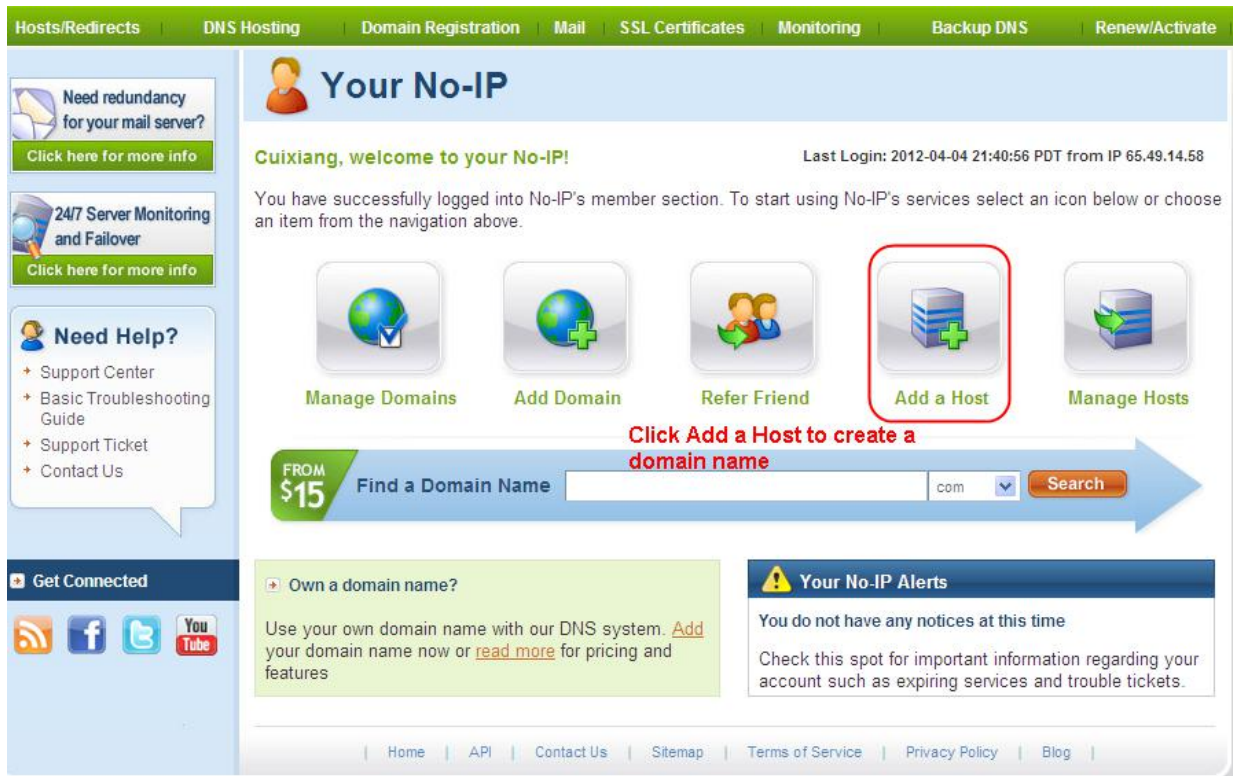 Hosts/Redirects DNS Hosting Domain Registration Mail SSL Certificates Monitoring Backup DNS Renew/Activate
Need redundancy
for your mail server?
Click here for more info
24/7 Server Monitoring
and Failover
Click here for more info
Need Help?
Support Center
Basic Troubleshooting
Guide
Support Ticket
Contact Us
Get Connected
You
Tube
Your No-IP
Cuixiang, welcome to your No-IP!
Last Login: 2012-04-04 21:40:56 PDT from IP 65.49.14.58
You have successfully logged into No-IP's member section. To start using No-IP's services select an icon below or choose
an item from the navigation above.
Manage Domains
Add Domain
Refer Friend
Add a Host
Manage Hosts
Click Add a Host to create a
domain name
FROM
$15
Find a Domain Name
com
Search
Own a domain name?
Use your own domain name with our DNS system. Add
your domain name now or read more for pricing and
features
Your No-IP Alerts
You do not have any notices at this time
Check this spot for important information regarding your
account such as expiring services and trouble tickets.
| Home | API | Contact Us | Sitemap | Terms of Service | Privacy Policy | Blog |